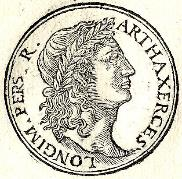 LONGIM. PERS. R. ARTHAXERCES